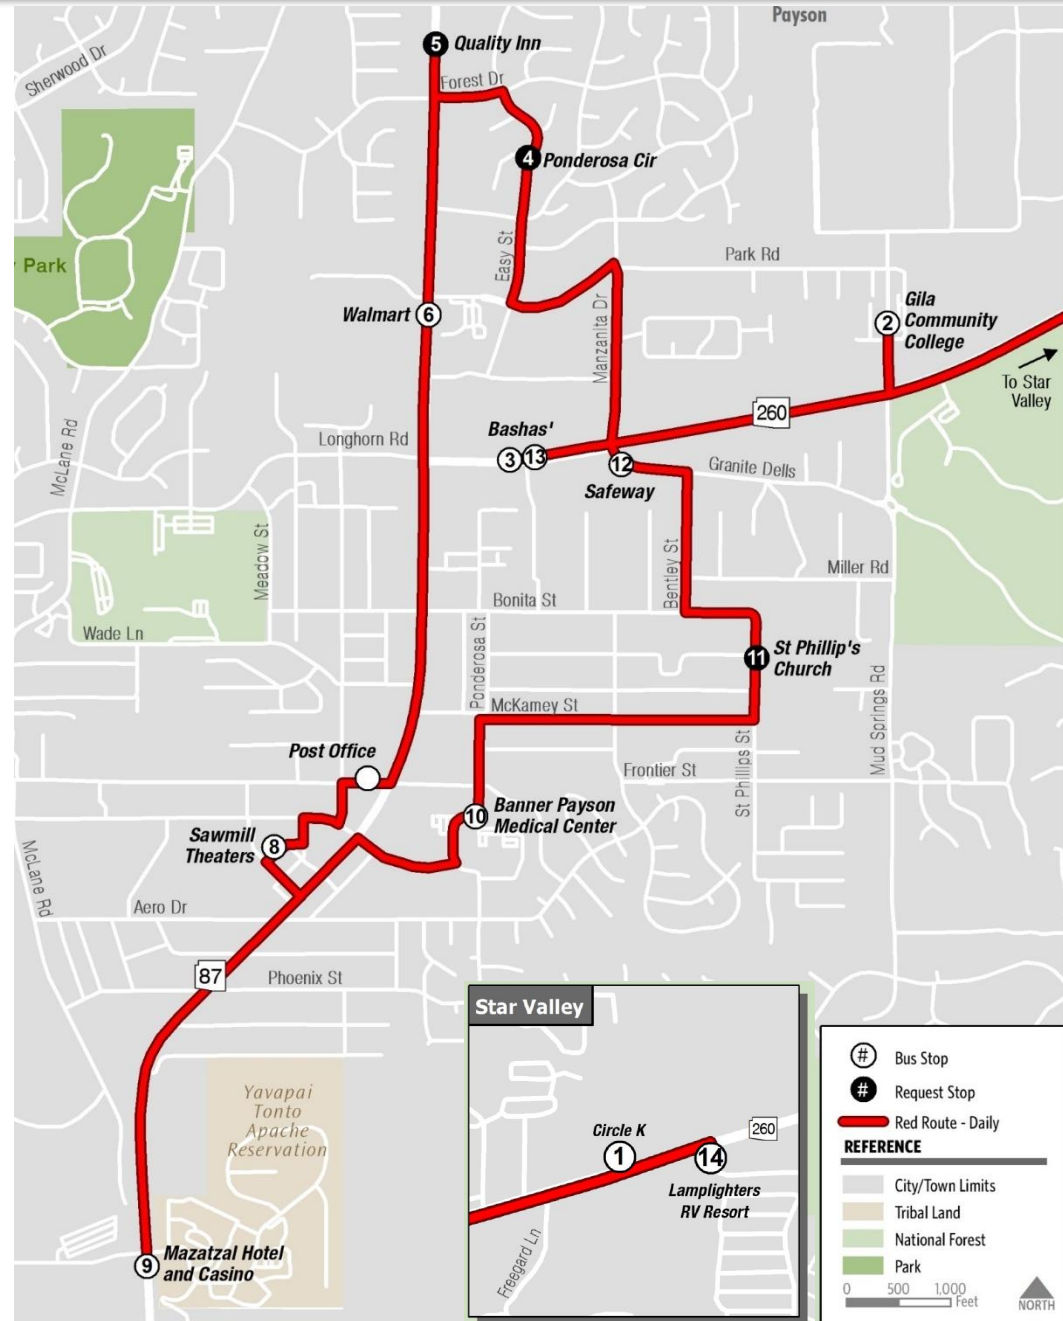 Payson
5 Quality Inn
Sherwood Dr
Forest Dr
4 Ponderosa Cir
Easy St
Park Rd
Park
Gila
Community
College
2
Walmart 6
Manzanita Dr
To Star
Valley
260
Bashas'
Longhorn Rd
McLane Rd
3 13
12
Granite Dells
Safeway
Meadow St
Bentley St
Miller Rd
Bonita St
Wade Ln
Ponderosa St
11
St Phillip's
Church
McKamey St
Mud Springs Rd
Post Office
Frontier St
St Phillips St
10
Banner Payson
Medical Center
Sawmill
Theaters
8
McLane Rd
Aero Dr
87
Phoenix St
Yavapai
Tonto
Apache
Reservation
9
Mazatzal Hotel
and Casino
Star Valley
Circle K
1
260
14
Lamplighters
RV Resort
Freegard Ln
# Bus Stop
# Request Stop
Red Route - Daily
REFERENCE
City/Town Limits
Tribal Land
National Forest
Park
0 500 1,000
Feet
NORTH